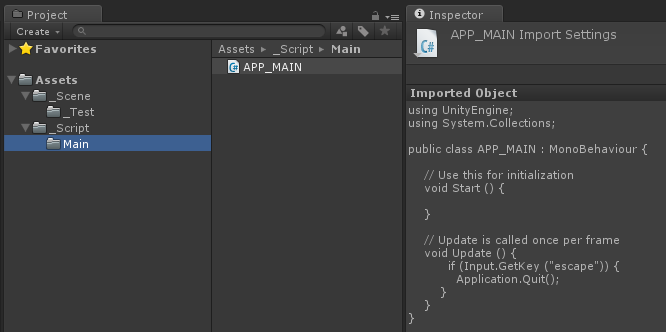 Project
Create
Favorites
Assets
_Scene
_Test
_Script
Main
Assets ▸ _Script ▸ Main
C# APP_MAIN
Inspector
C#
APP_MAIN Import Settings
Imported Object
using UnityEngine;
using System.Collections;
public class APP_MAIN : MonoBehaviour {
// Use this for initialization
void Start () {
}
// Update is called once per frame
void Update () {
if (Input.GetKey ("escape")) {
Application.Quit();
}
}
}